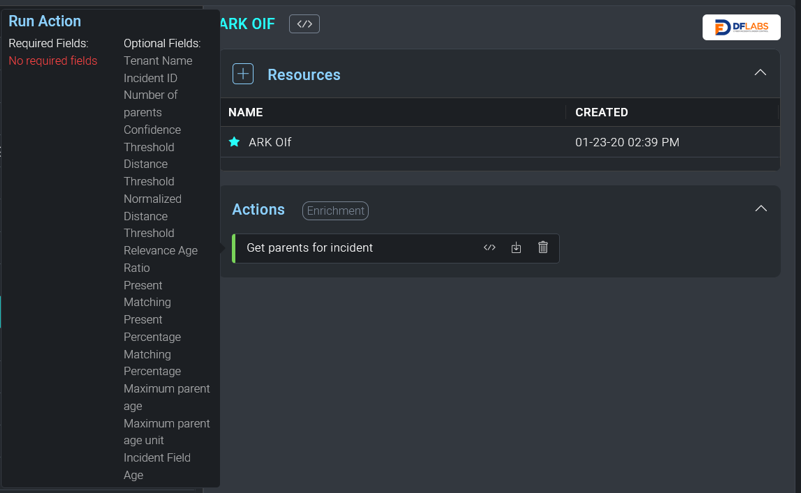 Run Action
Required Fields:
No required fields
Optional Fields:
Tenant Name
Incident ID
Number of
parents
Confidence
Threshold
Distance
Threshold
Normalized
Distance
Threshold
Relevance Age
Ratio
Present
Matching
Present
Percentage
Matching
Percentage
Maximum parent
age
Maximum parent
age unit
Incident Field
Age
ARK OIF
</>
DFLABS
Resources
NAME CREATED
ARK OIf 01-23-20 02:39 PM
Actions Enrichment
Get parents for incident </>